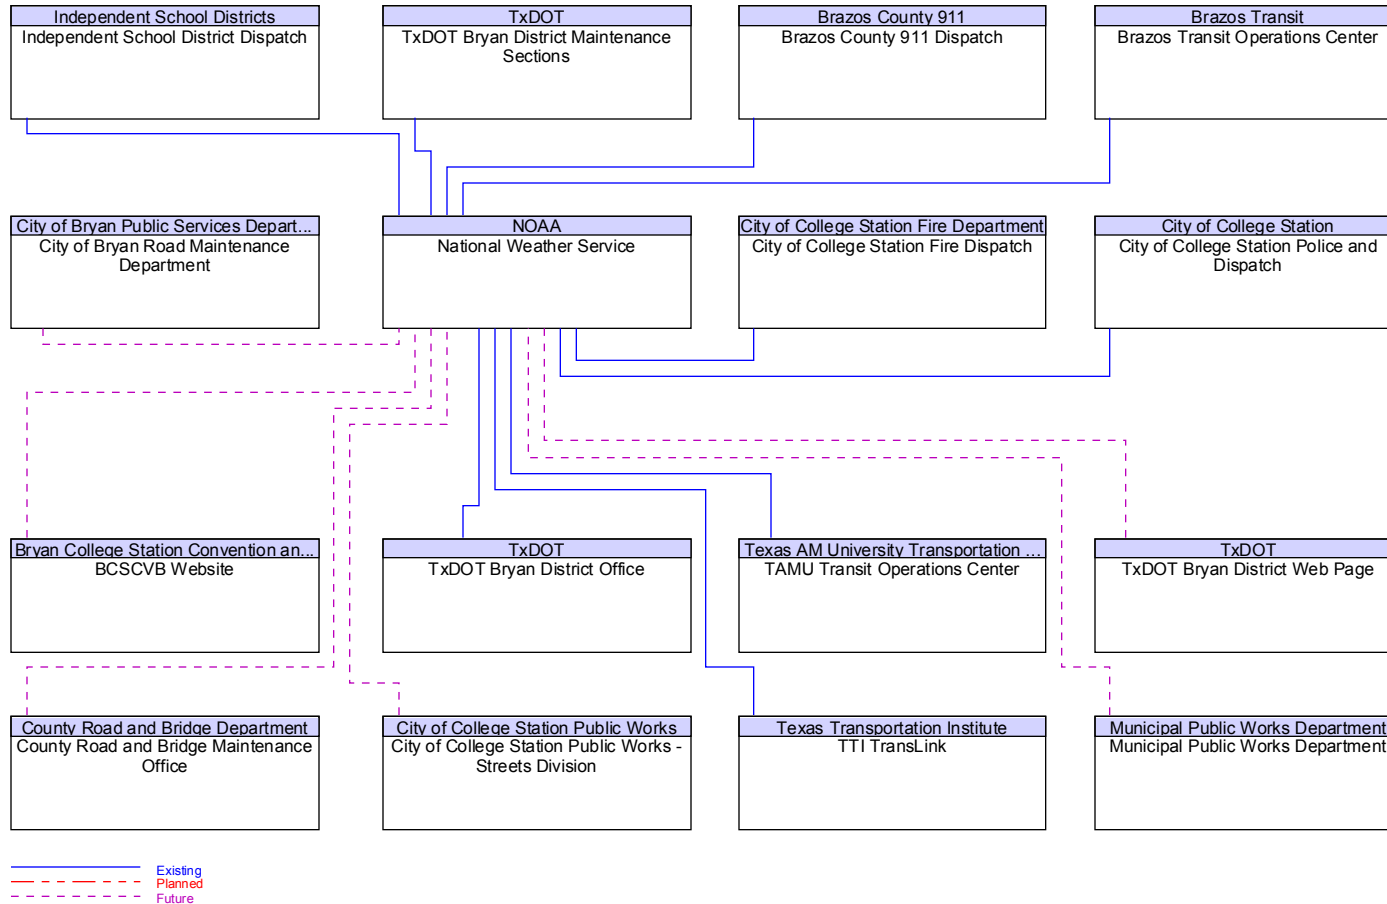 Independent School Districts
Independent School District Dispatch
TxDOT
TxDOT Bryan District Maintenance
Sections
Brazos County 911
Brazos County 911 Dispatch
Brazos Transit
Brazos Transit Operations Center
City of Bryan Public Services Depart...
City of Bryan Road Maintenance
Department
NOAA
National Weather Service
City of College Station Fire Department
City of College Station Fire Dispatch
City of College Station
City of College Station Police and
Dispatch
Bryan College Station Convention an...
BCSCVB Website
TxDOT
TxDOT Bryan District Office
Texas AM University Transportation ...
TAMU Transit Operations Center
TxDOT
TxDOT Bryan District Web Page
County Road and Bridge Department
County Road and Bridge Maintenance
Office
City of College Station Public Works
City of College Station Public Works -
Streets Division
Texas Transportation Institute
TTI TransLink
Municipal Public Works Department
Municipal Public Works Department
Existing
Planned
Future